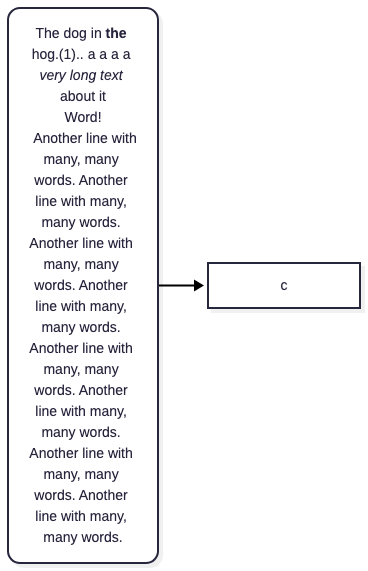 The dog in the
hog.(1).. a a a a
very long text
about it
Word!
Another line with
many, many
words. Another
line with many,
many words.
Another line with
many, many
words. Another
line with many,
many words.
Another line with
many, many
words. Another
line with many,
many words.
Another line with
many, many
words. Another
line with many,
many words.
c